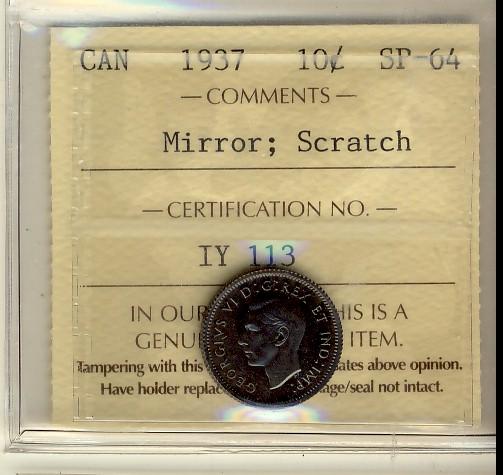 CAN 1937 10¢ SP-64
— COMMENTS —
Mirror; Scratch
— CERTIFICATION NO. —
IY 113
IN OUR HIS IS A
GENU ITEM.
Tampering with this ates above opinion.
Have holder replac age/seal not intact.
GEORGIVS VI D:G:REX ET IND:IMP: